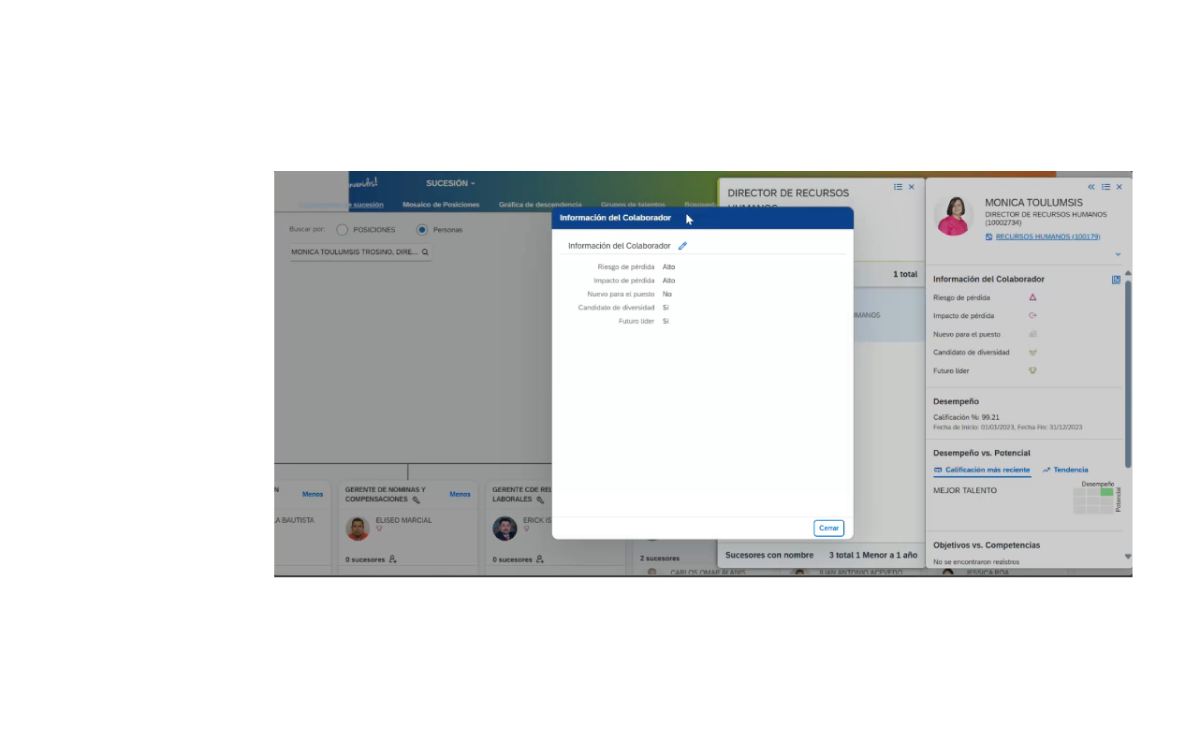 SUCESIÓN
sucesión Mosaico de Posiciones Gráfica de descendencia Grupos de talentos
Buscar por: POSICIONES Personas
MONICA TOULUMSIS TROSINO, DIRE...
Menos
GERENTE DE NOMINAS Y
COMPENSACIONES
Menos
BAUTISTA
ELISEO MARCIAL
0 sucesores
GERENTE CDE
LABORALES
ERICK
0 sucesores
Información del Colaborador
Información del Colaborador
Riesgo de pérdida Alto
Impacto de pérdida Alto
Nuevo para el puesto No
Candidato de diversidad Sí
Futuro líder Sí
Cerrar
2 sucesores
CARLOS OMAR
JUAN ANTONIO ACEVEDO
JESSICA ROA
DIRECTOR DE RECURSOS
HUMANOS
1 total
Sucesores con nombre 3 total 1 Menor a 1 año
MONICA TOULUMSIS
DIRECTOR DE RECURSOS HUMANOS
(10002734)
RECURSOS HUMANOS (100179)
Información del Colaborador
Riesgo de pérdida
Impacto de pérdida
Nuevo para el puesto
Candidato de diversidad
Futuro líder
Desempeño
Calificación %: 99.21
Fecha de Inicio: 01/01/2023, Fecha Fin: 31/12/2023
Desempeño vs. Potencial
Calificación más reciente Tendencia
MEJOR TALENTO
Desempeño
Potencial
Objetivos vs. Competencias
No se encontraron registros